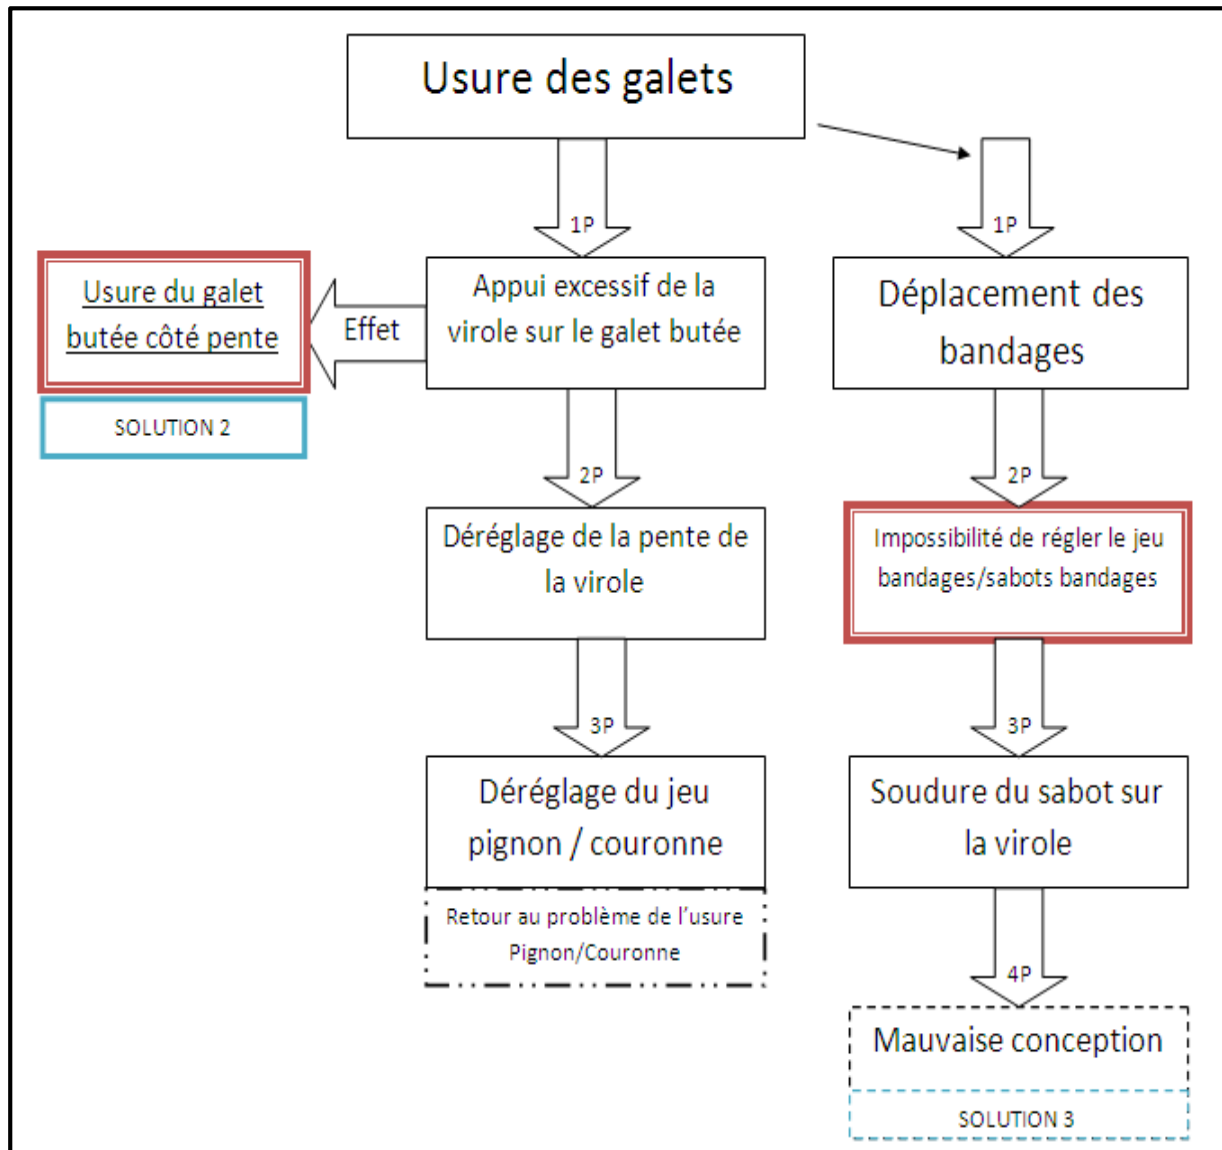 Usure des galets
1P
1P
Usure du galet
butée côté pente
SOLUTION 2
Effet
Appui excessif de la
virole sur le galet butée
Déplacement des
bandages
2P
2P
Déréglage de la pente de
la virole
Impossibilité de régler le jeu
bandages/sabots bandages
3P
3P
Déréglage du jeu
pignon / couronne
Retour au problème de l'usure
Pignon/Couronne
Soudure du sabot sur
la virole
4P
Mauvaise conception
SOLUTION 3